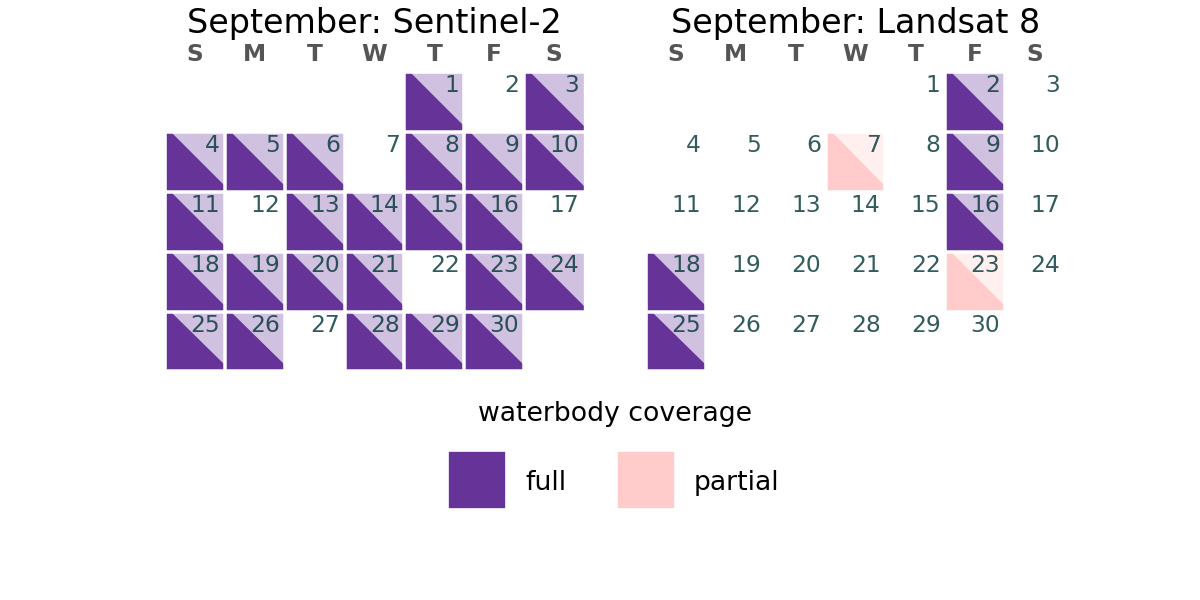 September: Sentinel-2
S M T W T F S
1 2 3
4 5 6 7 8 9 10
11 12 13 14 15 16 17
18 19 20 21 22 23 24
25 26 27 28 29 30
September: Landsat 8
S M T W T F S
1 2 3
4 5 6 7 8 9 10
11 12 13 14 15 16 17
18 19 20 21 22 23 24
25 26 27 28 29 30
waterbody coverage
full partial